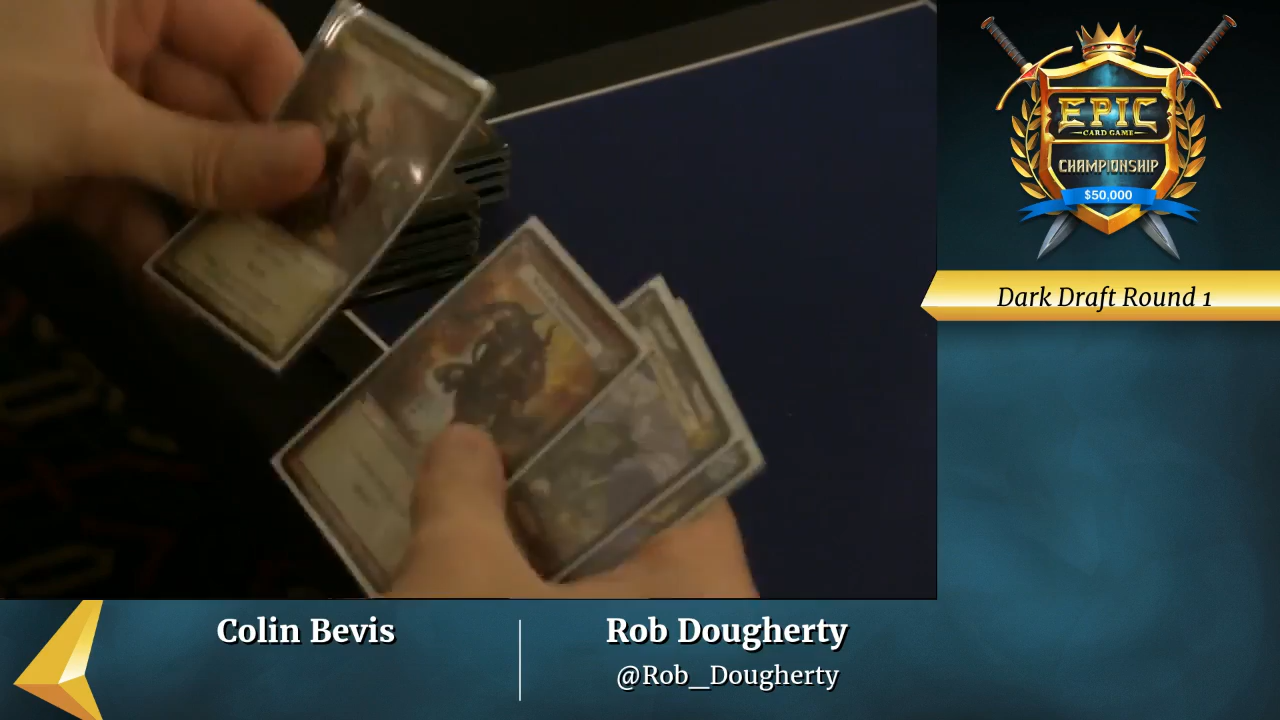 EPIC
CARD GAME
CHAMPIONSHIP
$50,000
Dark Draft Round 1
Colin Bevis
Rob Dougherty
@Rob_Dougherty